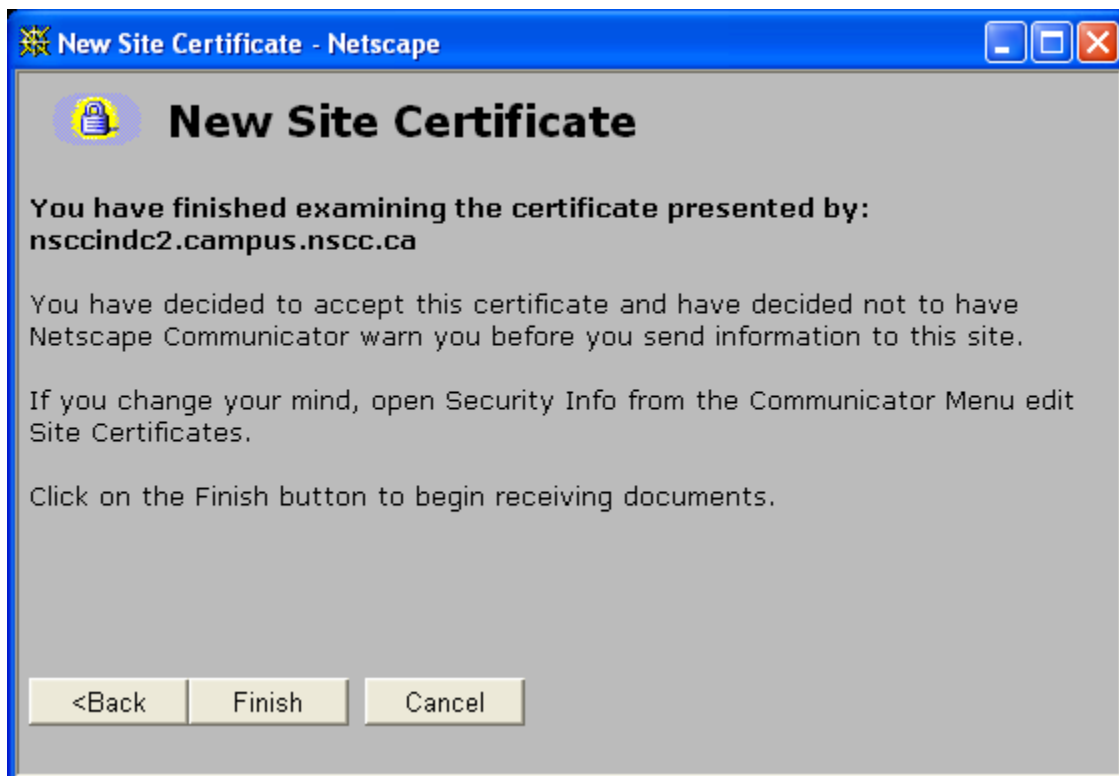 New Site Certificate - Netscape
New Site Certificate
You have finished examining the certificate presented by:
nsccindc2.campus.nscc.ca
You have decided to accept this certificate and have decided not to have
Netscape Communicator warn you before you send information to this site.
If you change your mind, open Security Info from the Communicator Menu edit
Site Certificates.
Click on the Finish button to begin receiving documents.
<Back Finish Cancel